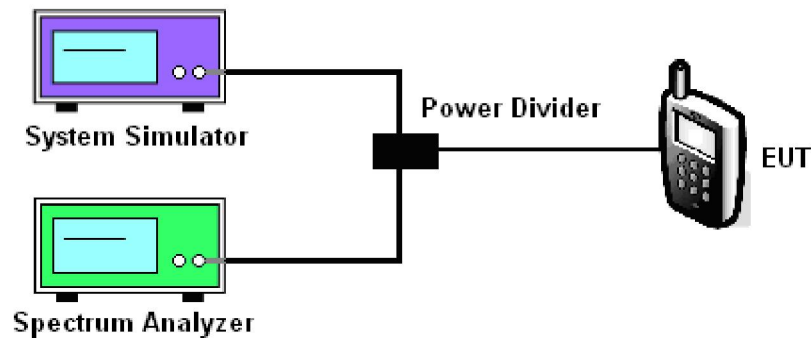 System Simulator
Power Divider
EUT
Spectrum Analyzer